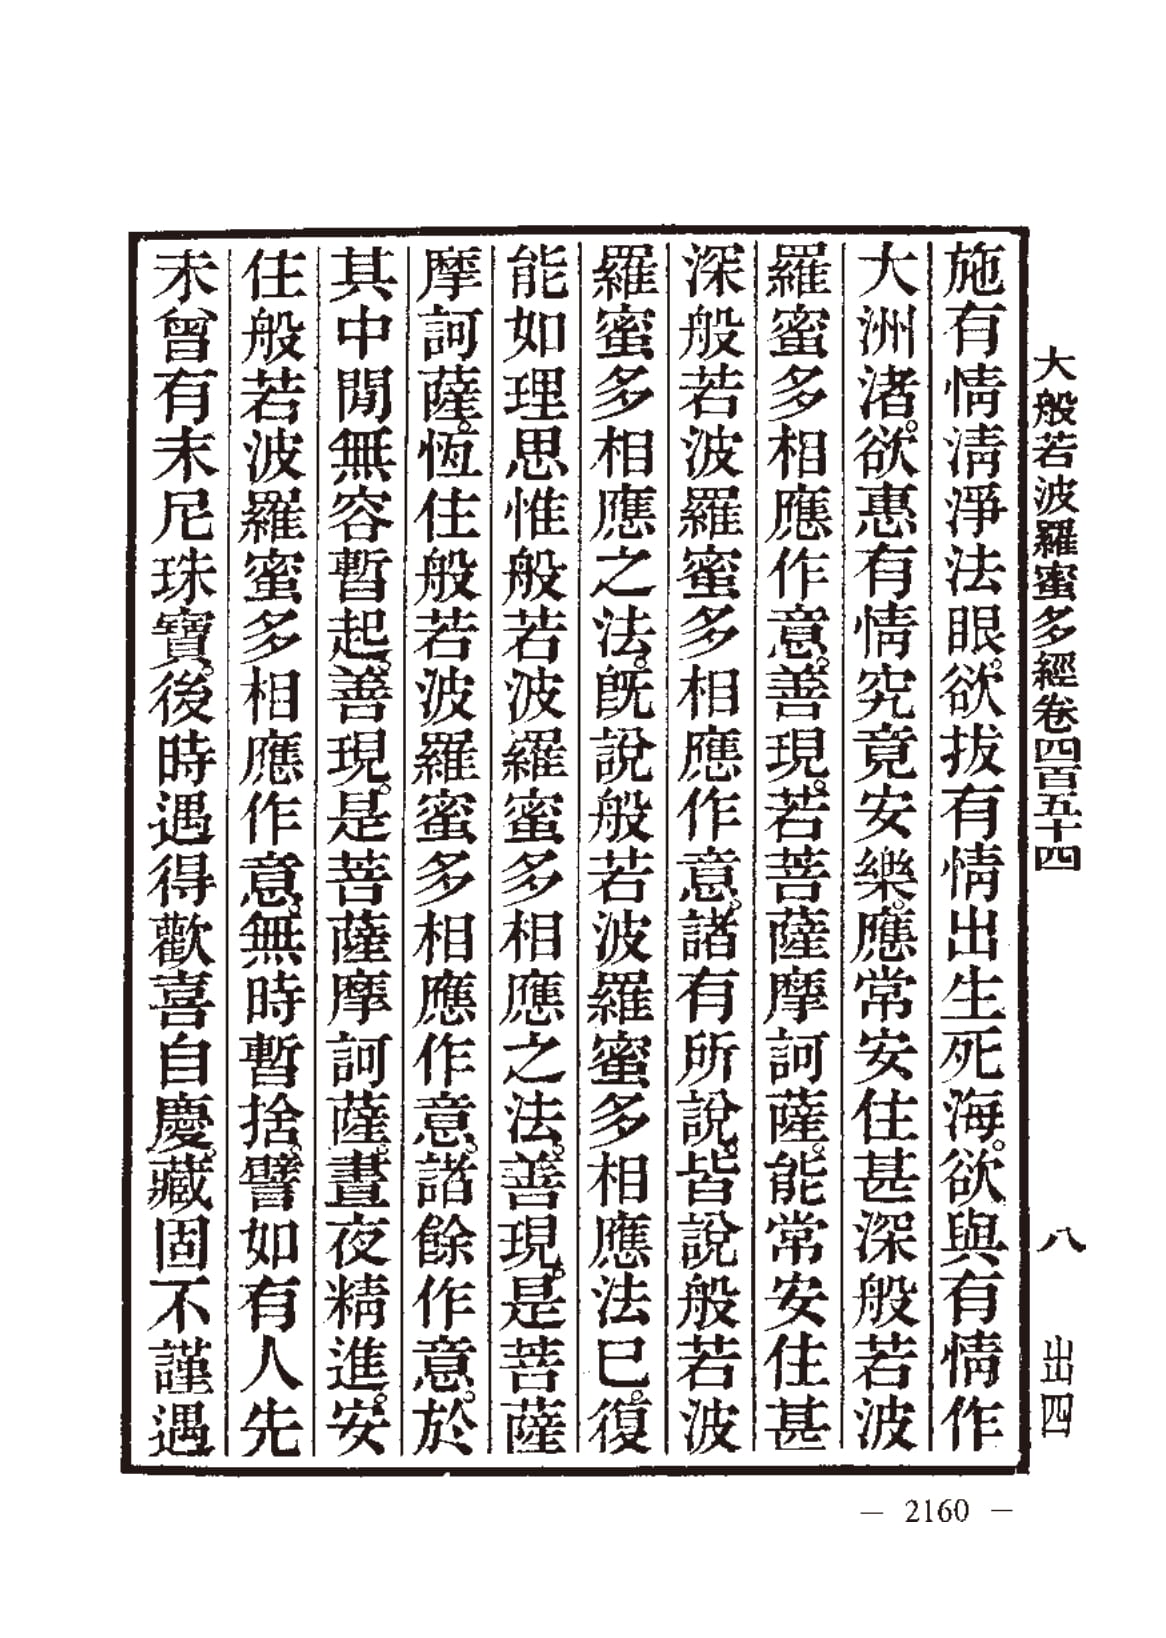 大般若波羅蜜多經卷四百五十四　八　出四
施有情清淨法眼。欲拔有情出生死海。欲與有情作
大洲渚。欲惠有情究竟安樂。應常安住甚深般若波
羅蜜多相應作意。善現。若菩薩摩訶薩。能常安住甚
深般若波羅蜜多相應作意。諸有所說。皆說般若波
羅蜜多相應之法。旣說般若波羅蜜多相應法已。復
能如理思惟般若波羅蜜多相應之法。善現。是菩薩
摩訶薩。恆住般若波羅蜜多相應作意。諸餘作意。於
其中閒無容暫起。善現。是菩薩摩訶薩。晝夜精進。安
住般若波羅蜜多相應作意。無時暫捨。譬如有人先
未曾有末尼珠寶。後時遇得歡喜自慶。藏固不謹遇
— 2160 —